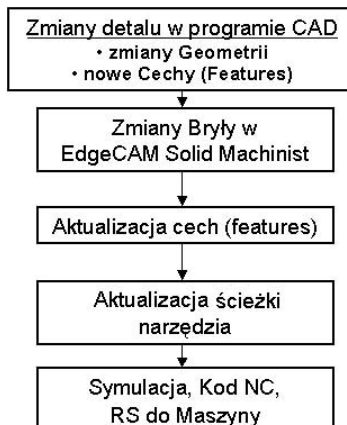 Zmiany detalu w programie CAD
• zmiany Geometrii
• nowe Cechy (Features)
Zmiany Bryły w
EdgeCAM Solid Machinist
Aktualizacja cech (features)
Aktualizacja ścieżki
narzędzia
Symulacja, Kod NC,
RS do Maszyny